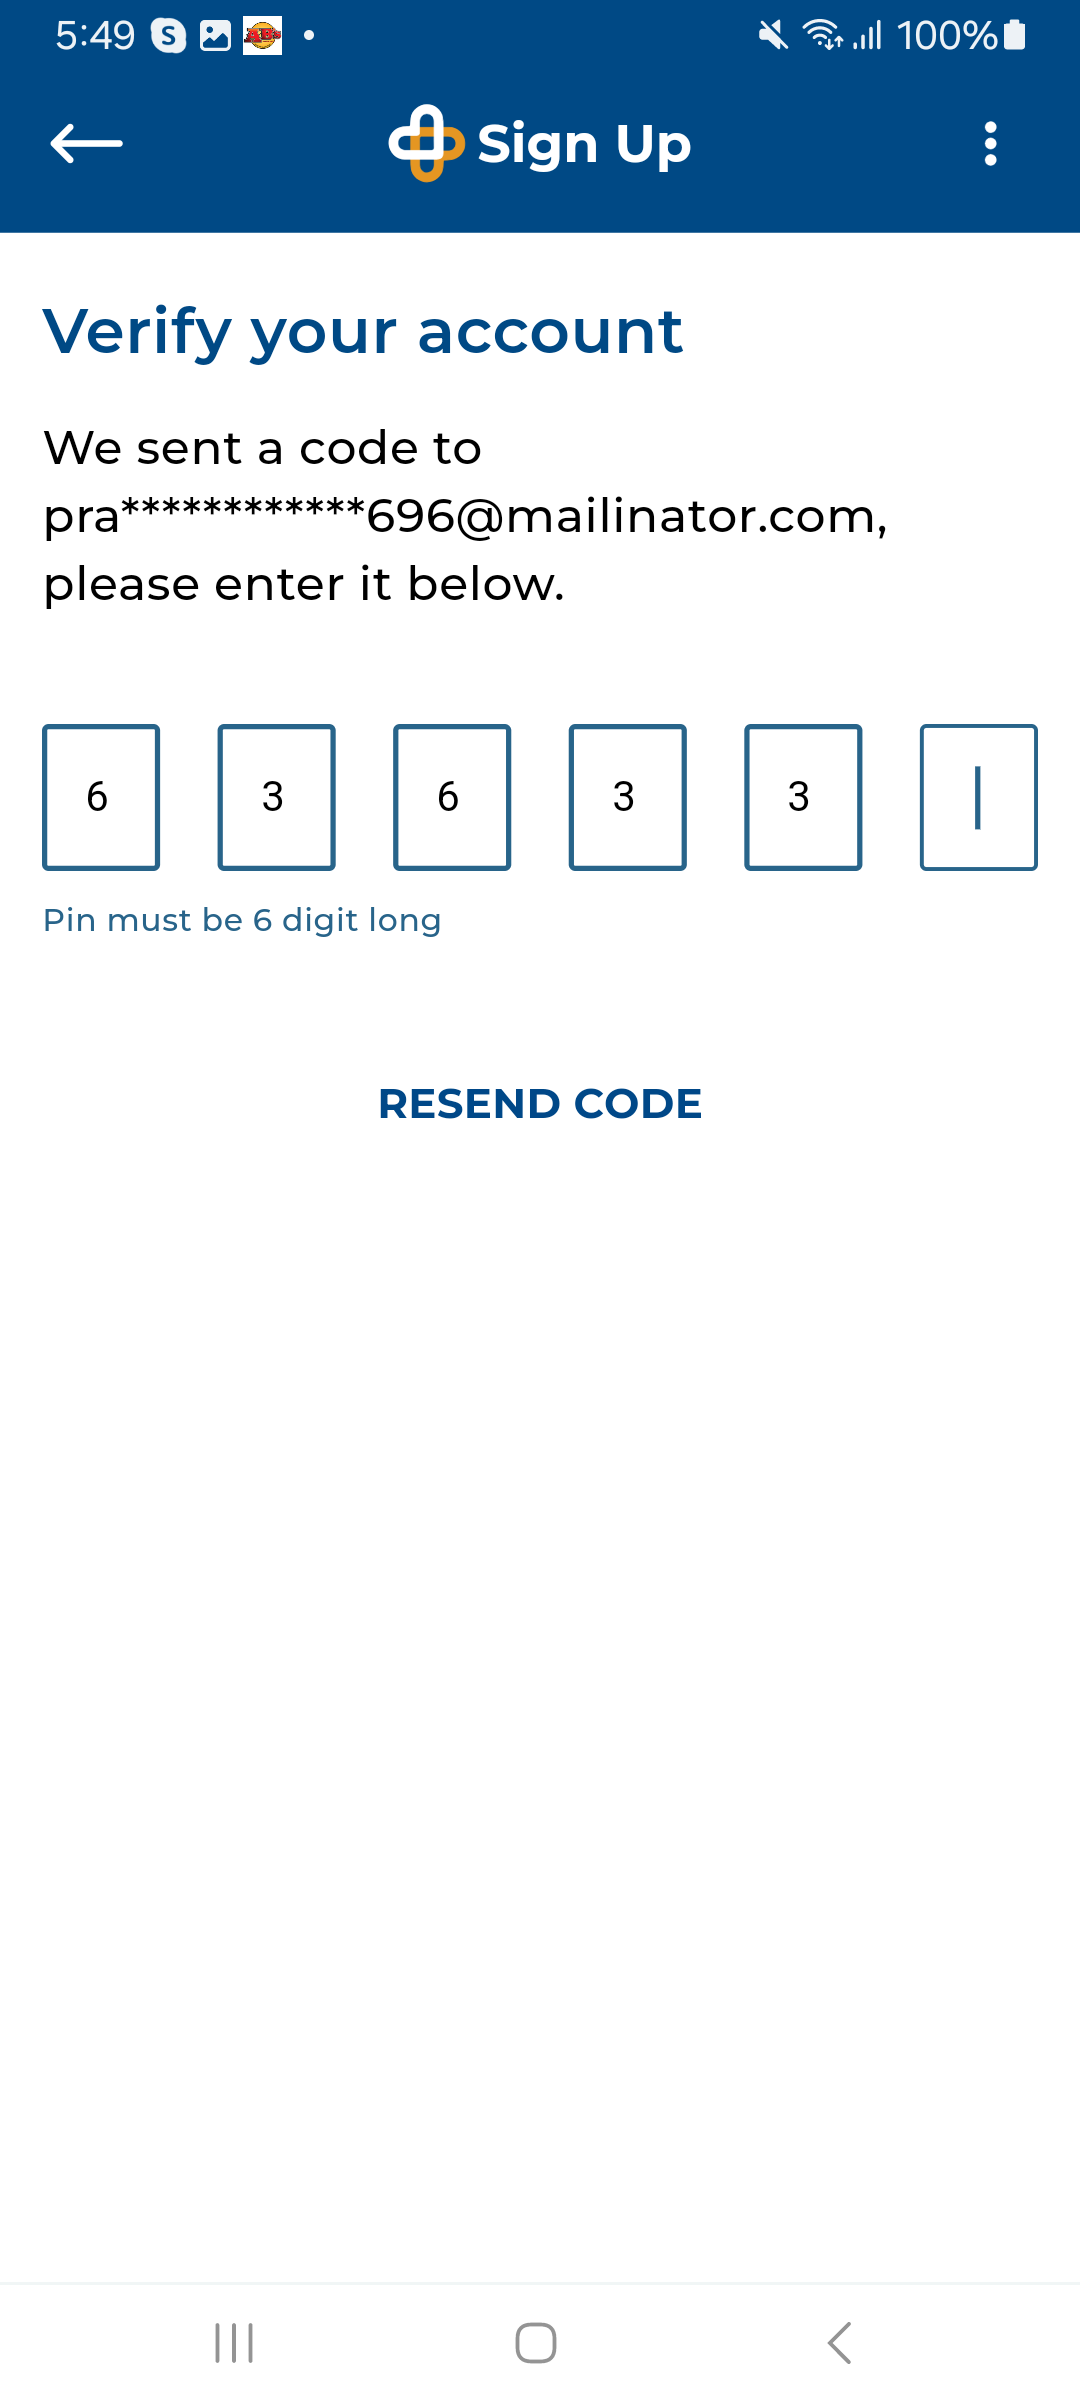 5:49 S ABs 100%
Sign Up
Verify your account
We sent a code to
pra************696@mailinator.com,
please enter it below.
6 3 6 3 3
Pin must be 6 digit long
RESEND CODE